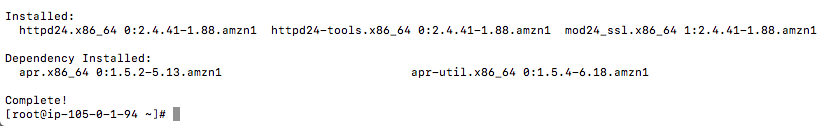 Installed:
httpd24.x86_64 0:2.4.41-1.88.amzn1 httpd24-tools.x86_64 0:2.4.41-1.88.amzn1 mod24_ssl.x86_64 1:2.4.41-1.88.amzn1
Dependency Installed:
apr.x86_64 0:1.5.2-5.13.amzn1 apr-util.x86_64 0:1.5.4-6.18.amzn1
Complete!
[root@ip-105-0-1-94 ~]#